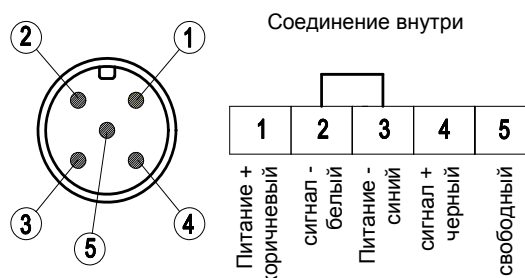 Соединение внутри
2
1
3
4
5
1 2 3 4 5
Питание +
коричневый
сигнал -
белый
Питание -
синий
сигнал +
черный
свободный